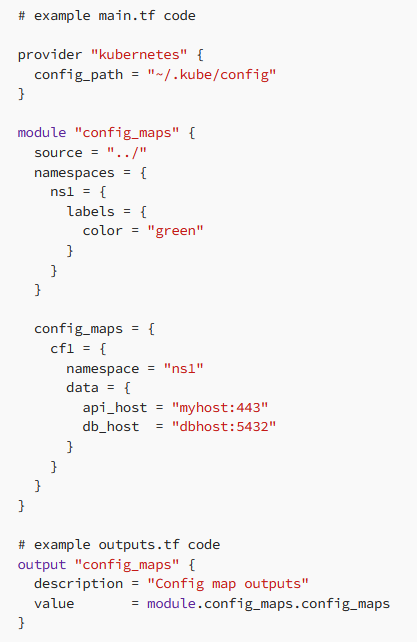 # example main.tf code

provider "kubernetes" {
  config_path = "~/.kube/config"
}

module "config_maps" {
  source = "../"
  namespaces = {
    ns1 = {
      labels = {
        color = "green"
      }
    }
  }

  config_maps = {
    cf1 = {
      namespace = "ns1"
      data = {
        api_host = "myhost:443"
        db_host  = "dbhost:5432"
      }
    }
  }
}

# example outputs.tf code
output "config_maps" {
  description = "Config map outputs"
  value       = module.config_maps.config_maps
}